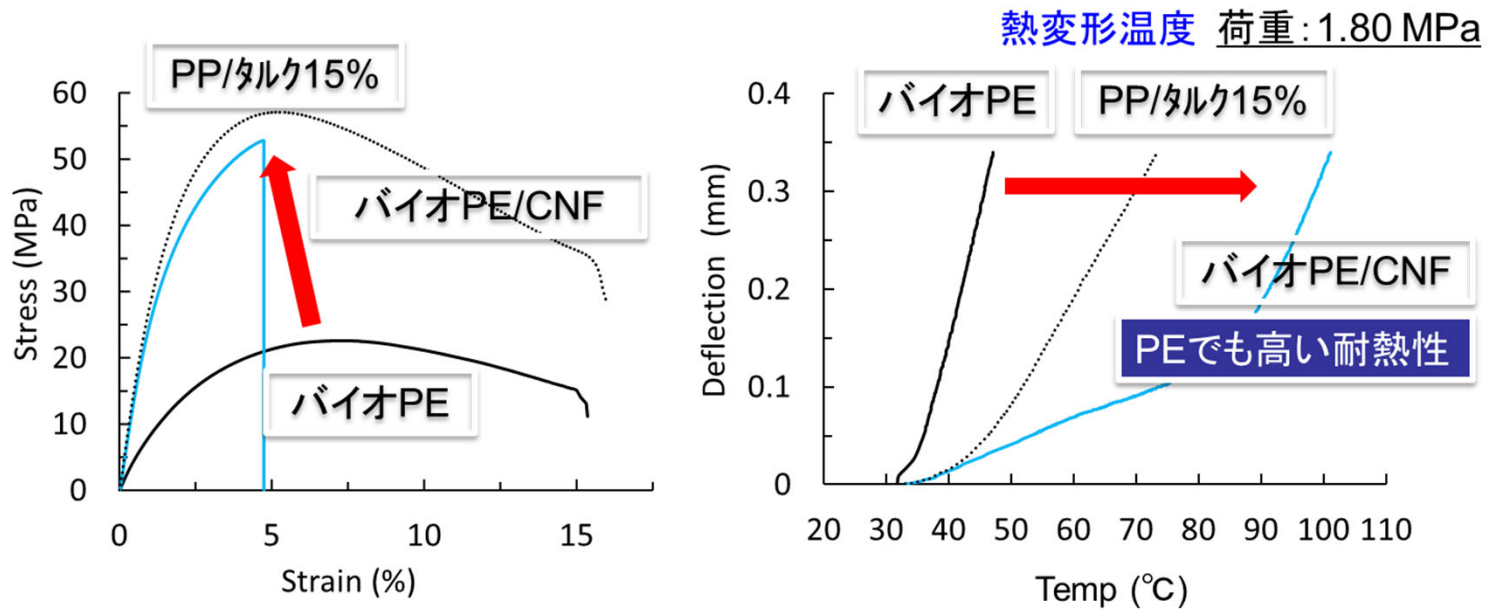 PP/ﾀﾙｸ15%
60
50
40
30
20
10
0
Stress (MPa)
バイオPE/CNF
バイオPE
0 5 10 15
Strain (%)
熱変形温度 荷重:1.80 MPa
バイオPE PP/ﾀﾙｸ15%
0.4
0.3
0.2
0.1
0
Deflection (mm)
バイオPE/CNF
PEでも高い耐熱性
20 30 40 50 60 70 80 90 100 110
Temp (℃)